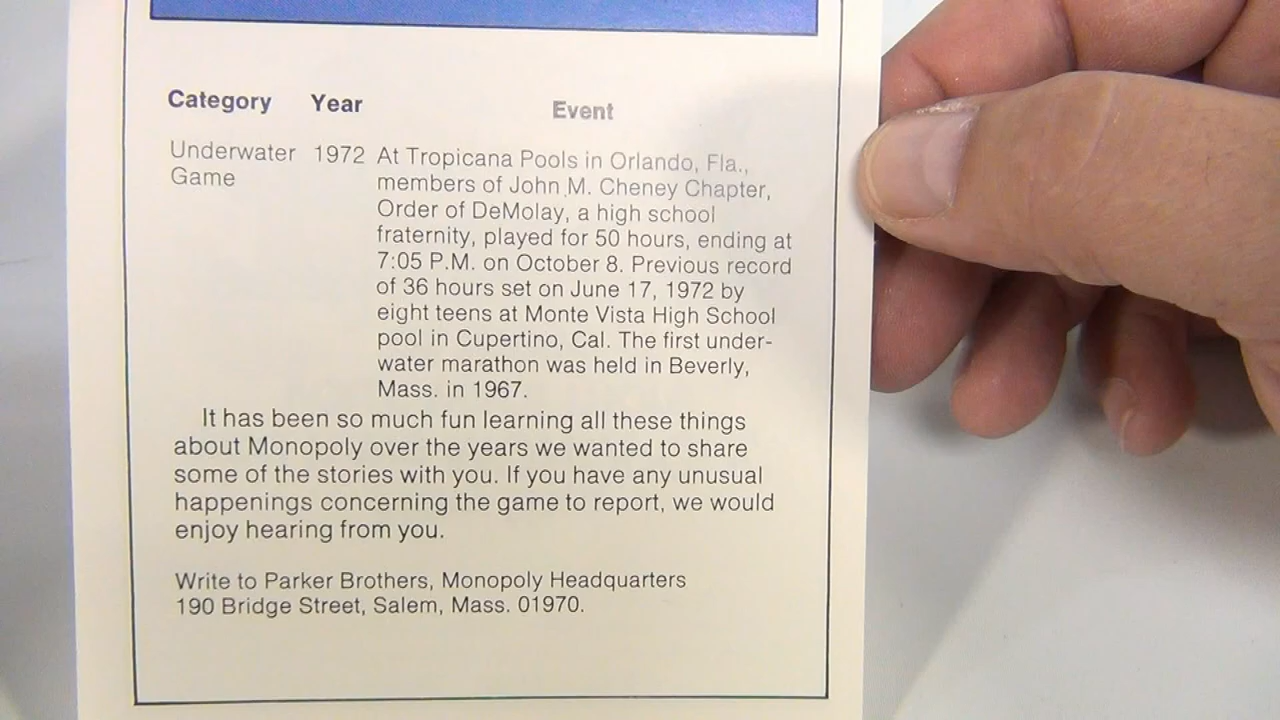 Category Year Event
Underwater 1972 At Tropicana Pools in Orlando, Fla.,
Game members of John M. Cheney Chapter,
Order of DeMolay, a high school
fraternity, played for 50 hours, ending at
7:05 P.M. on October 8. Previous record
of 36 hours set on June 17, 1972 by
eight teens at Monte Vista High School
pool in Cupertino, Cal. The first under-
water marathon was held in Beverly,
Mass. in 1967.
It has been so much fun learning all these things
about Monopoly over the years we wanted to share
some of the stories with you. If you have any unusual
happenings concerning the game to report, we would
enjoy hearing from you.
Write to Parker Brothers, Monopoly Headquarters
190 Bridge Street, Salem, Mass. 01970.